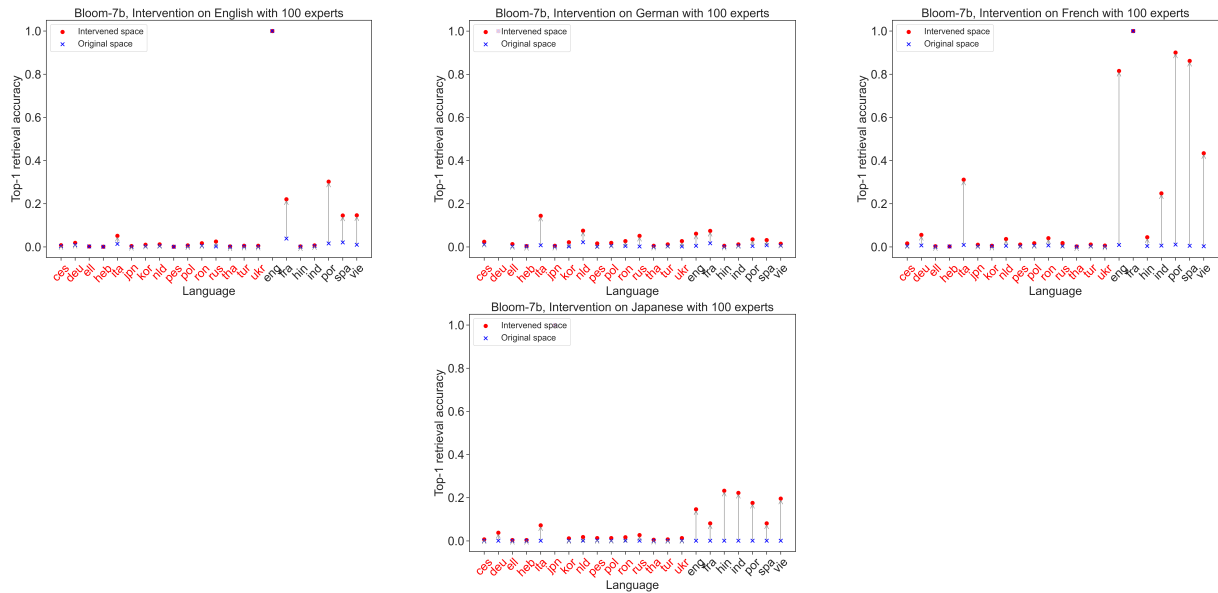 Bloom-7b, Intervention on English with 100 experts
Intervened space
Original space
Top-1 retrieval accuracy
1.0
0.8
0.6
0.4
0.2
0.0
ces deu ell heb ita jpn kor nld pes pol ron rus tha tur ukr eng fra hin ind por spa vie
Language
Bloom-7b, Intervention on German with 100 experts
Intervened space
Original space
Top-1 retrieval accuracy
1.0
0.8
0.6
0.4
0.2
0.0
ces ell heb ita jpn kor nld pes pol ron rus tha tur ukr eng fra hin ind por spa vie
Language
Bloom-7b, Intervention on French with 100 experts
Intervened space
Original space
Top-1 retrieval accuracy
1.0
0.8
0.6
0.4
0.2
0.0
ces deu ell heb ita jpn kor nld pes pol ron rus tha tur ukr eng fra hin ind por spa vie
Language
Bloom-7b, Intervention on Japanese with 100 experts
Intervened space
Original space
Top-1 retrieval accuracy
1.0
0.8
0.6
0.4
0.2
0.0
ces deu ell heb ita jpn kor nld pes pol ron rus tha tur ukr eng fra hin ind por spa vie
Language